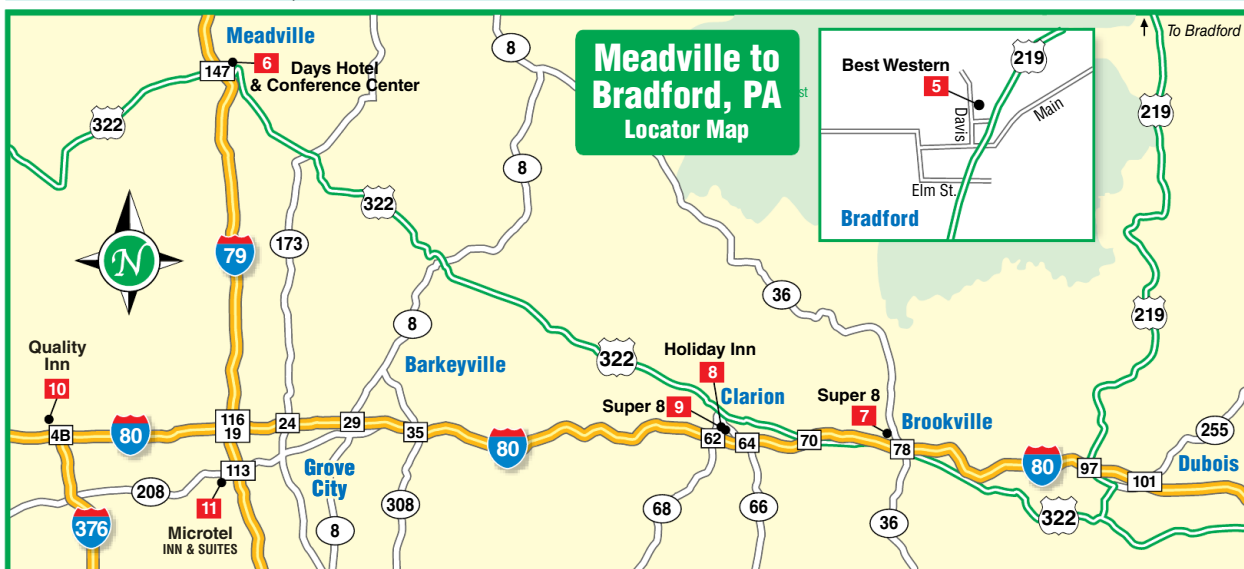 Meadville to
Bradford, PA
Locator Map
st
To Bradford
Meadville
147
6
Days Hotel
& Conference Center
322
8
8
322
173
79
N
36
219
219
Best Western
5
219
Davis
Main
Elm St.
Bradford
8
Barkeyville
322
Holiday Inn
8
Clarion
Super 8
9
Super 8
7
Brookville
Quality
Inn
10
4B
80
116
19
24
29
35
80
62
64
70
78
80
97
101
255
Dubois
113
208
11
Microtel
INN & SUITES
Grove
City
376
8
308
68
66
36
322